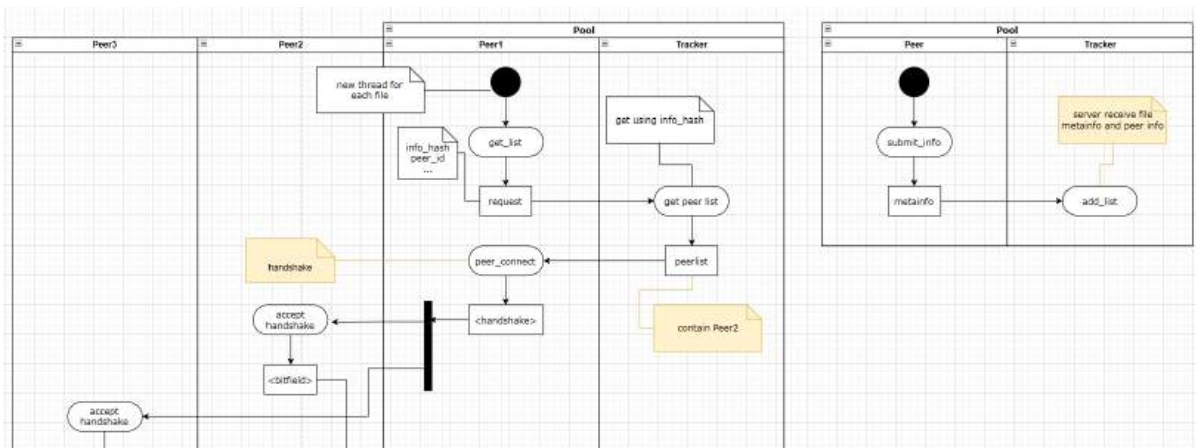 Pool
Pool
Peer3
Peer2
Peer1
Tracker
Peer
Tracker
new thread for
each file
get using info_hash
server receive file
metainfo and peer info
info_hash
peer_id
...
get_list
submit_info
request
get peer list
metainfo
add_list
handshake
peer_connect
peerlist
accept
handshake
<handshake>
contain Peer2
<bitfield>
accept
handshake